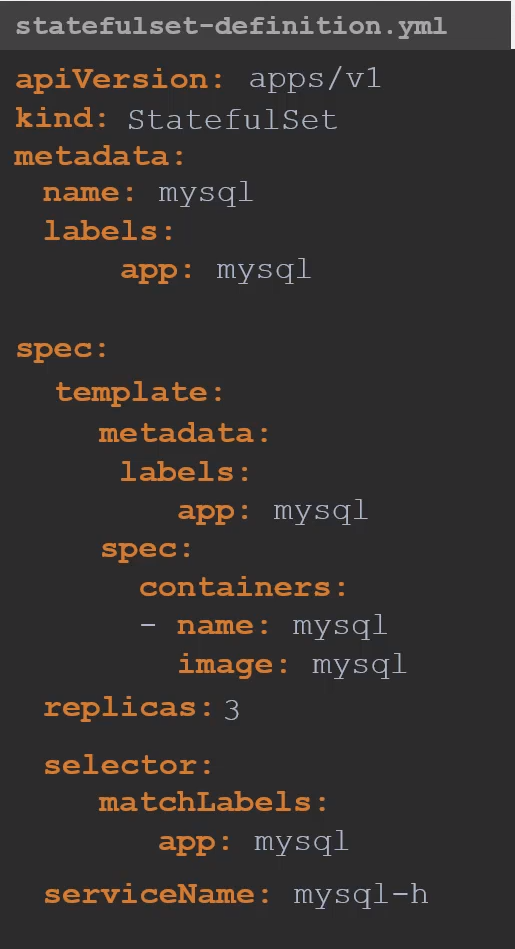 statefulset-definition.yml
apiVersion: apps/v1
kind: StatefulSet
metadata:
  name: mysql
  labels:
      app: mysql
spec:
  template:
     metadata:
      labels:
         app: mysql
     spec:
       containers:
       - name: mysql
         image: mysql
  replicas: 3
  selector:
     matchLabels:
        app: mysql
  serviceName: mysql-h